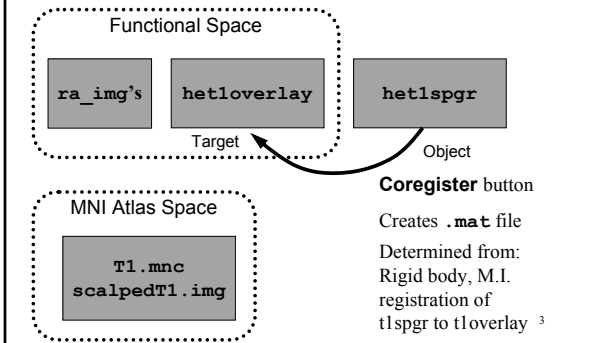 Functional Space
ra_img's
het1overlay
het1spgr
Target
Object
Coregister button
Creates .mat file
Determined from:
Rigid body, M.I.
registration of
t1spgr to t1overlay 3
MNI Atlas Space
T1.mnc
scalpedT1.img